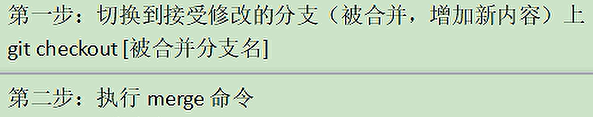 第一步：切换到接受修改的分支（被合并，增加新内容）上
git checkout [被合并分支名]
第二步：执行 merge 命令